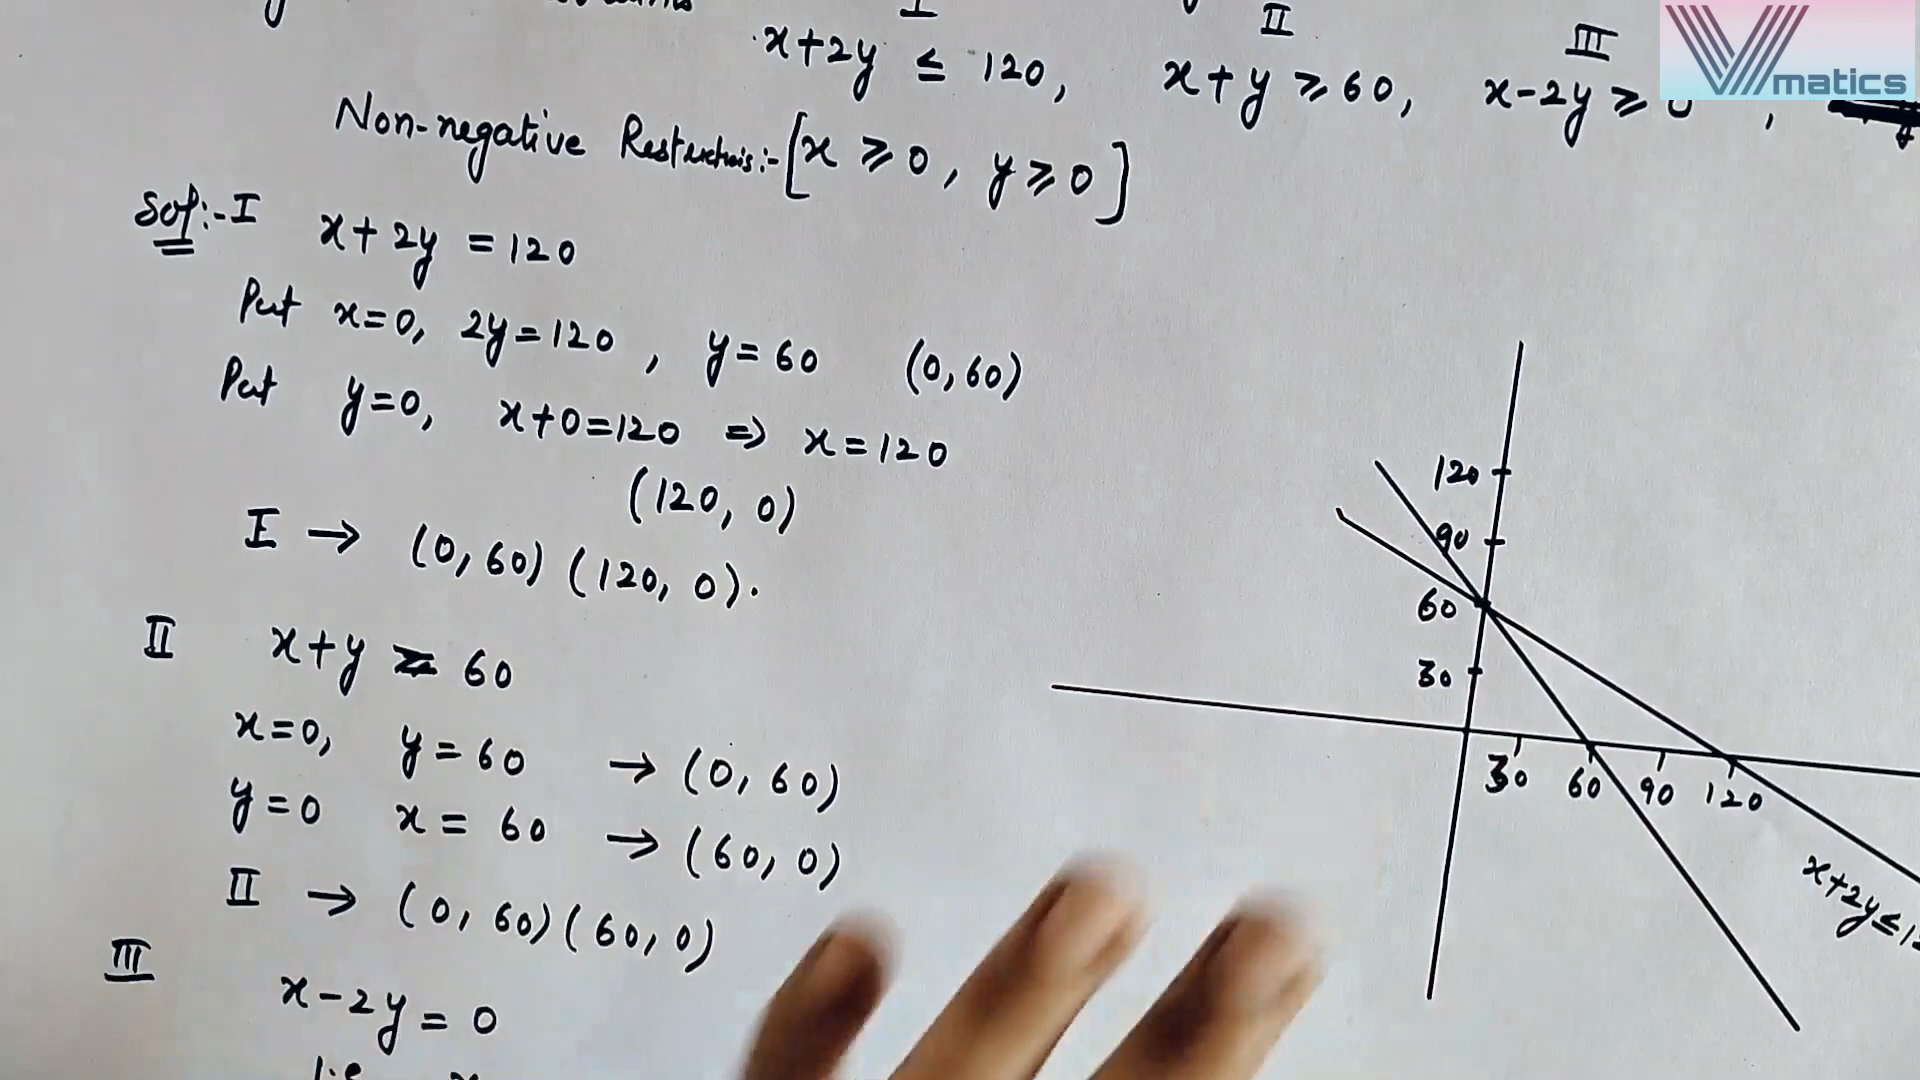 I II III
x+2y ≤ 120, x+y ≥ 60, x-2y ≥ 0,
Vmatics
Non-negative :- [x ≥ 0, y ≥ 0]
Sol:- I x+2y = 120
Put x=0, 2y=120, y=60 (0,60)
Put y=0, x+0=120 ⇒ x=120
(120, 0)
I → (0,60) (120, 0).
II x+y = 60
x=0, y=60 → (0, 60)
y=0 x=60 → (60, 0)
II → (0, 60) (60, 0)
III x-2y = 0
i.e
120
90
60
30
30 60 90 120
x+2y≤